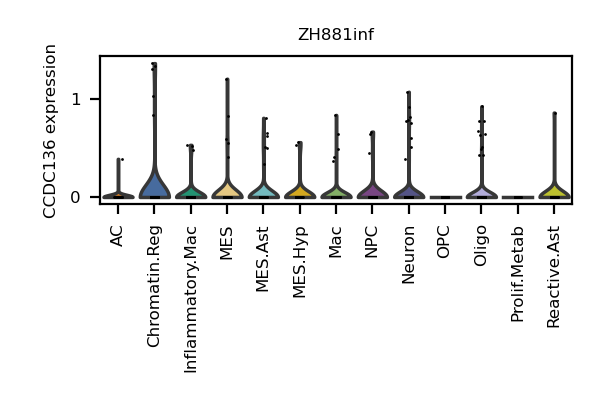 ZH881inf
CCDC136 expression
1
0
AC
Chromatin.Reg
Inflammatory.Mac
MES
MES.Ast
MES.Hyp
Mac
NPC
Neuron
OPC
Oligo
Prolif.Metab
Reactive.Ast